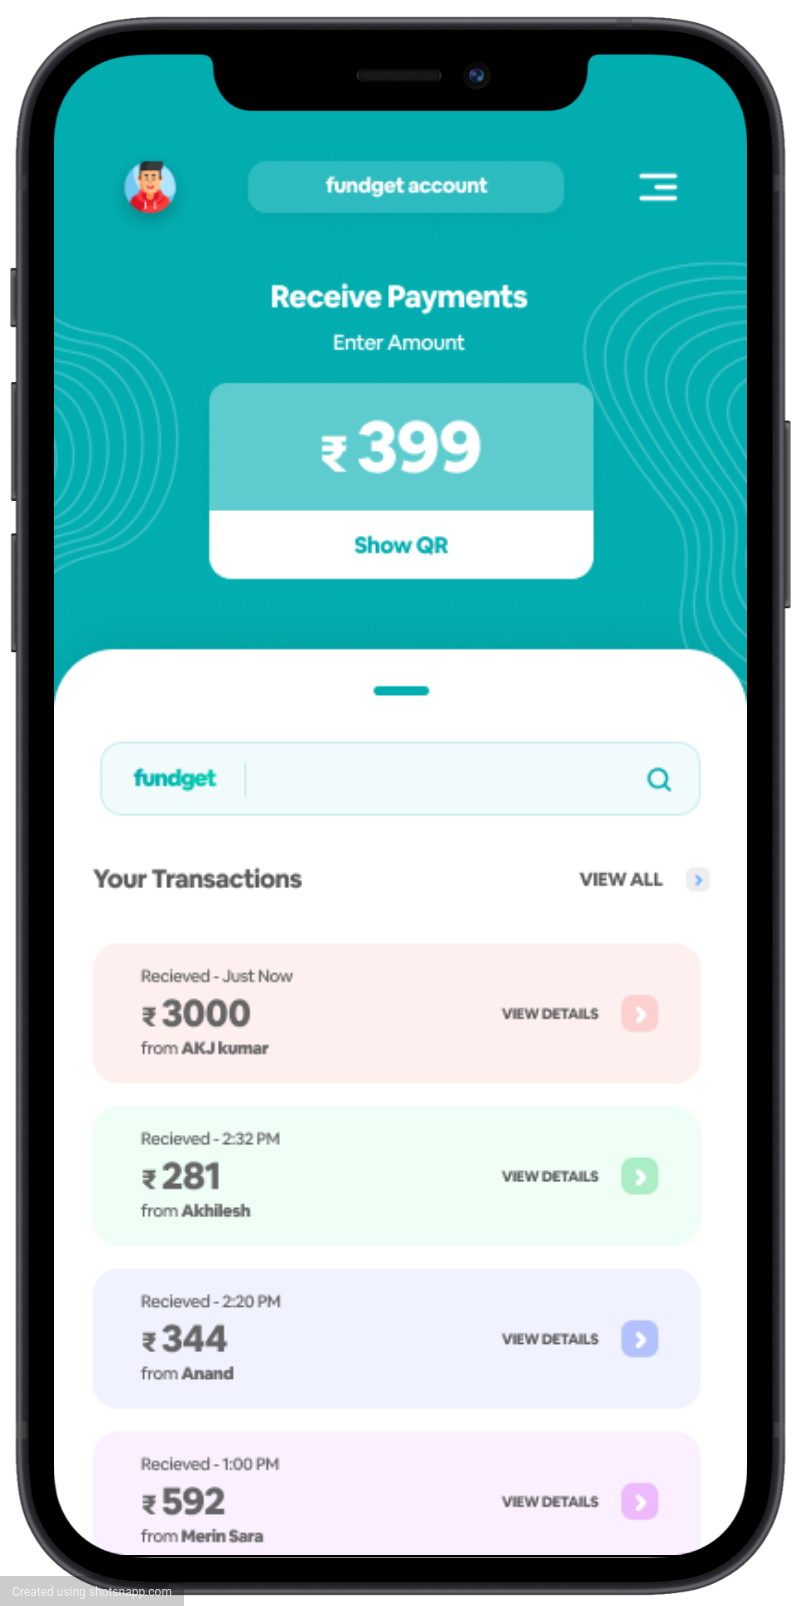 fundget account
Receive Payments
Enter Amount
₹ 399
Show QR
fundget
Your Transactions
VIEW ALL
Recieved - Just Now
₹ 3000
VIEW DETAILS
from AKJ kumar
Recieved - 2:32 PM
₹ 281
VIEW DETAILS
from Akhilesh
Recieved - 2:20 PM
₹ 344
VIEW DETAILS
from Anand
Recieved - 1:00 PM
₹ 592
VIEW DETAILS
from Merin Sara
Created using shotsnapp.com